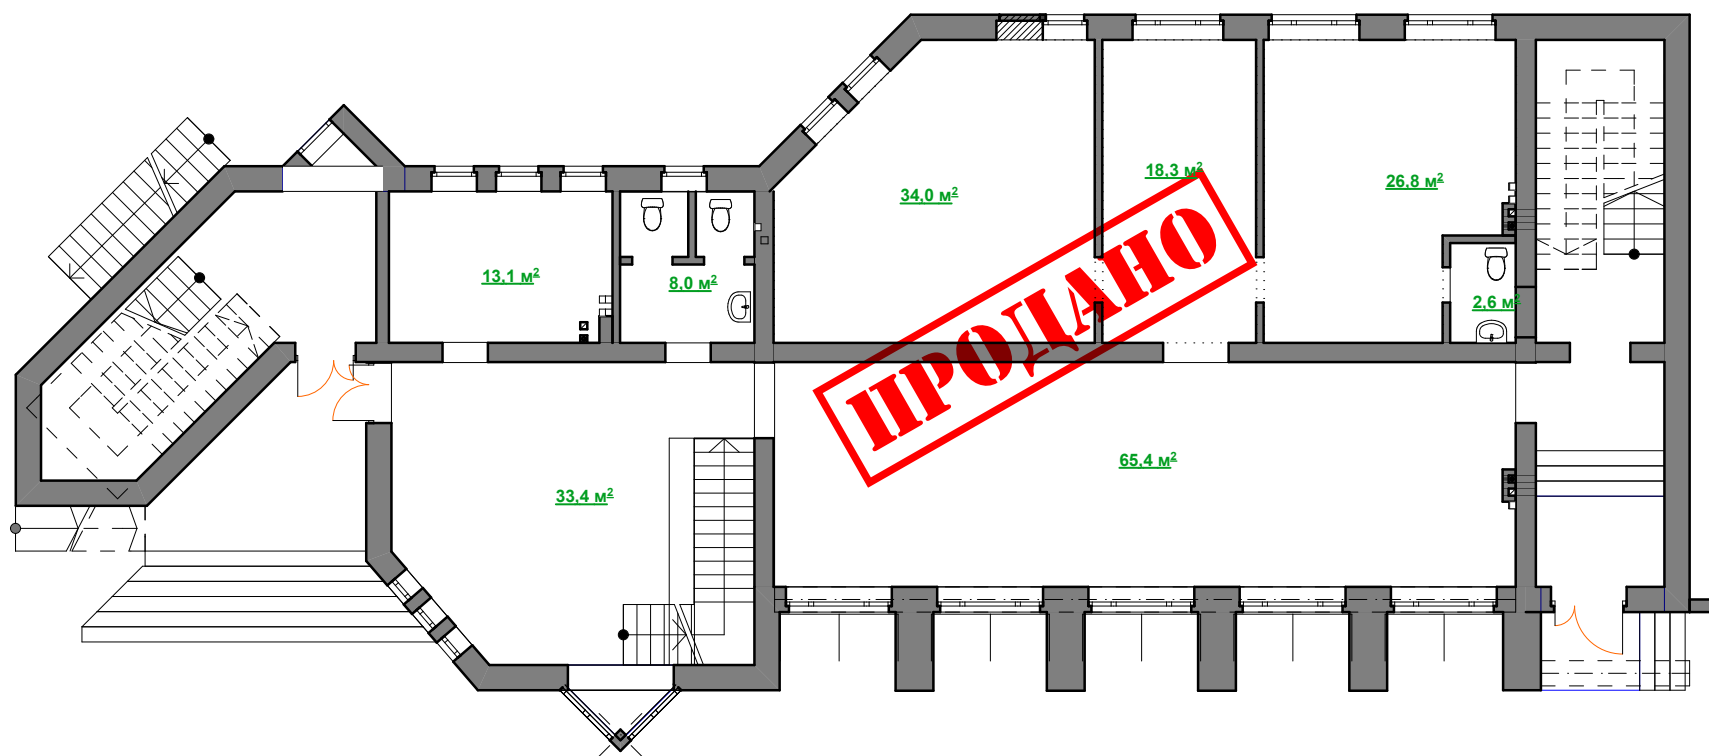 18,3 м²
34,0 м²
26.8 м²
13,1 м²
8,0 м²
2,6 м²
ПРОДАНО
65,4 м²
33,4 м²